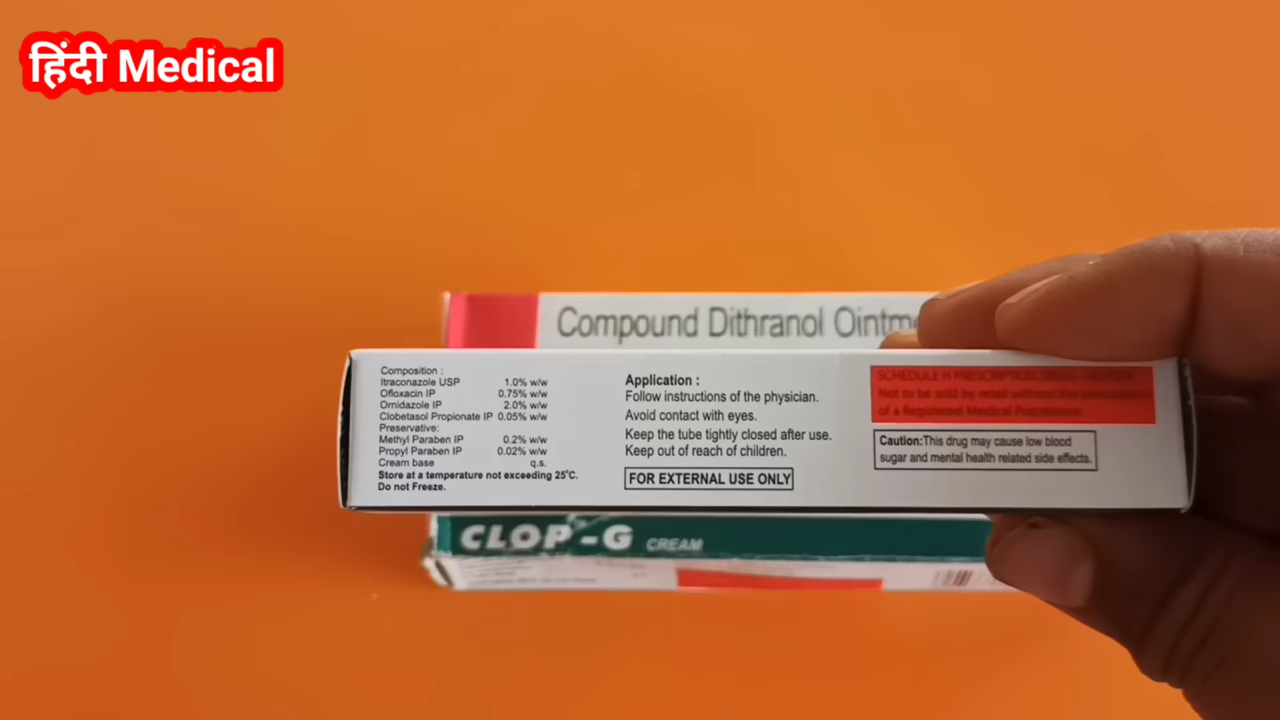 हिंदी Medical
Compound Dithranol
Composition :
Itraconazole USP 1.0% w/w
Ofloxacin IP 0.75% w/w
Ornidazole IP 2.0% w/w
Clobetasol Propionate IP 0.05% w/w
Preservative:
Methyl Paraben IP 0.2% w/w
Propyl Paraben IP 0.02% w/w
Cream base q.s.
Store at a temperature not exceeding 25°C.
Do not Freeze.
Application :
Follow instructions of the physician.
Avoid contact with eyes.
Keep the tube tightly closed after use.
Keep out of reach of children.
FOR EXTERNAL USE ONLY
SCHEDULE H PRESCRIPTION
Not to be sold by retail without the
of a Registered Medical Practitioner.
Caution:This drug may cause low blood
sugar and mental health related side effects.
CLOP-G CREAM